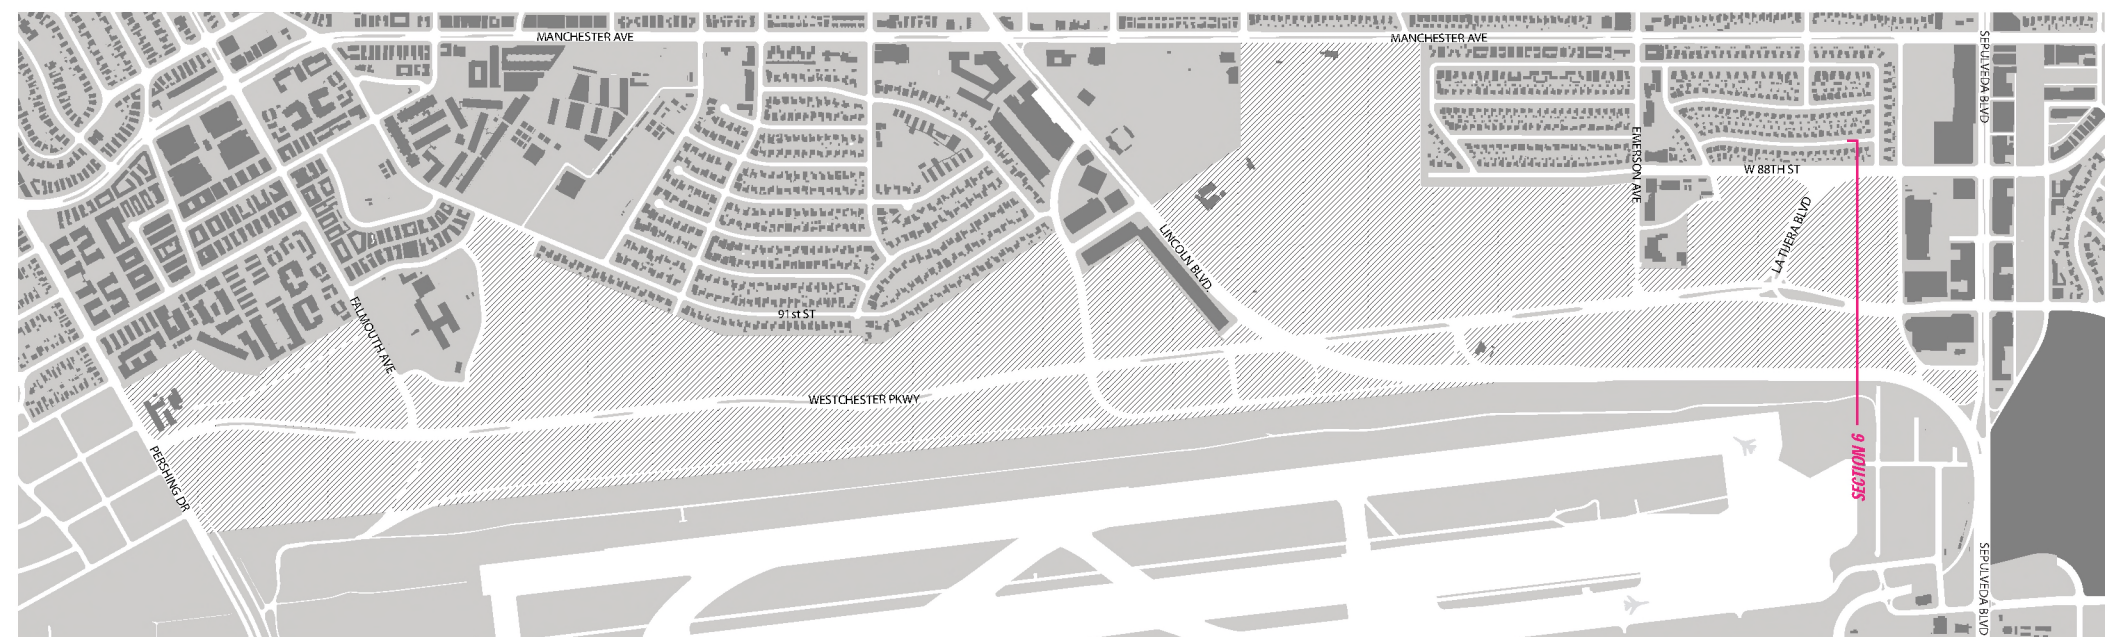 MANCHESTER AVE
MANCHESTER AVE
SEPULVEDA BLVD
EMERSON AVE
W 88TH ST
LA TIJERA BLVD
LINCOLN BLVD.
FALMOUTH AVE
91st ST
WESTCHESTER PKWY
PERSHING DR
SECTION 6
SEPULVEDA BLVD